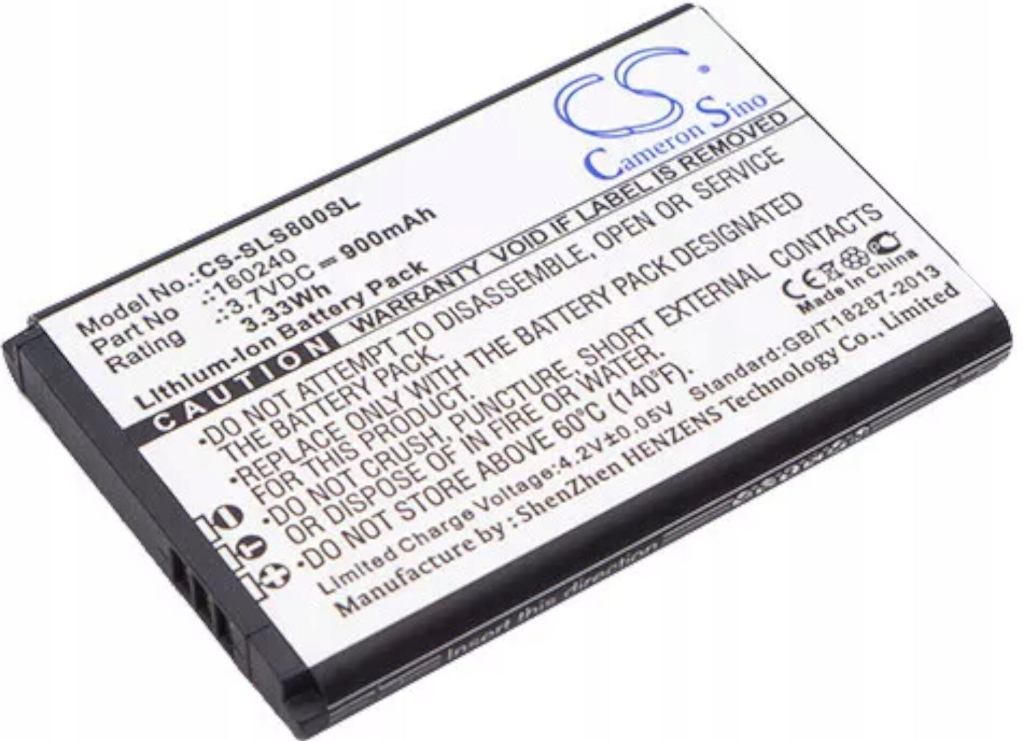 CS®
Cameron Sino
Model No.:CS-SLS800SL
Part No .:160240
Rating .:3.7VDC = 900mAh
3.33Wh
Lithium-Ion Battery Pack
CAUTION
WARRANTY VOID IF LABEL IS REMOVED
•DO NOT ATTEMPT TO DISASSEMBLE, OPEN OR SERVICE
THE BATTERY PACK.
•REPLACE ONLY WITH THE BATTERY PACK DESIGNATED
FOR THIS PRODUCT.
•DO NOT CRUSH, PUNCTURE, INCINERATE
OR DISPOSE OF IN FIRE OR WATER.
•DO NOT STORE ABOVE 60°C (140°F).
Limited Charge Voltage:4.2V±0.05V
Standard:GB/T18287-2013
Manufacture by : ShenZhen HENZENS Technology Co., Limited
CE
Made in China
- T +
Insert this direction